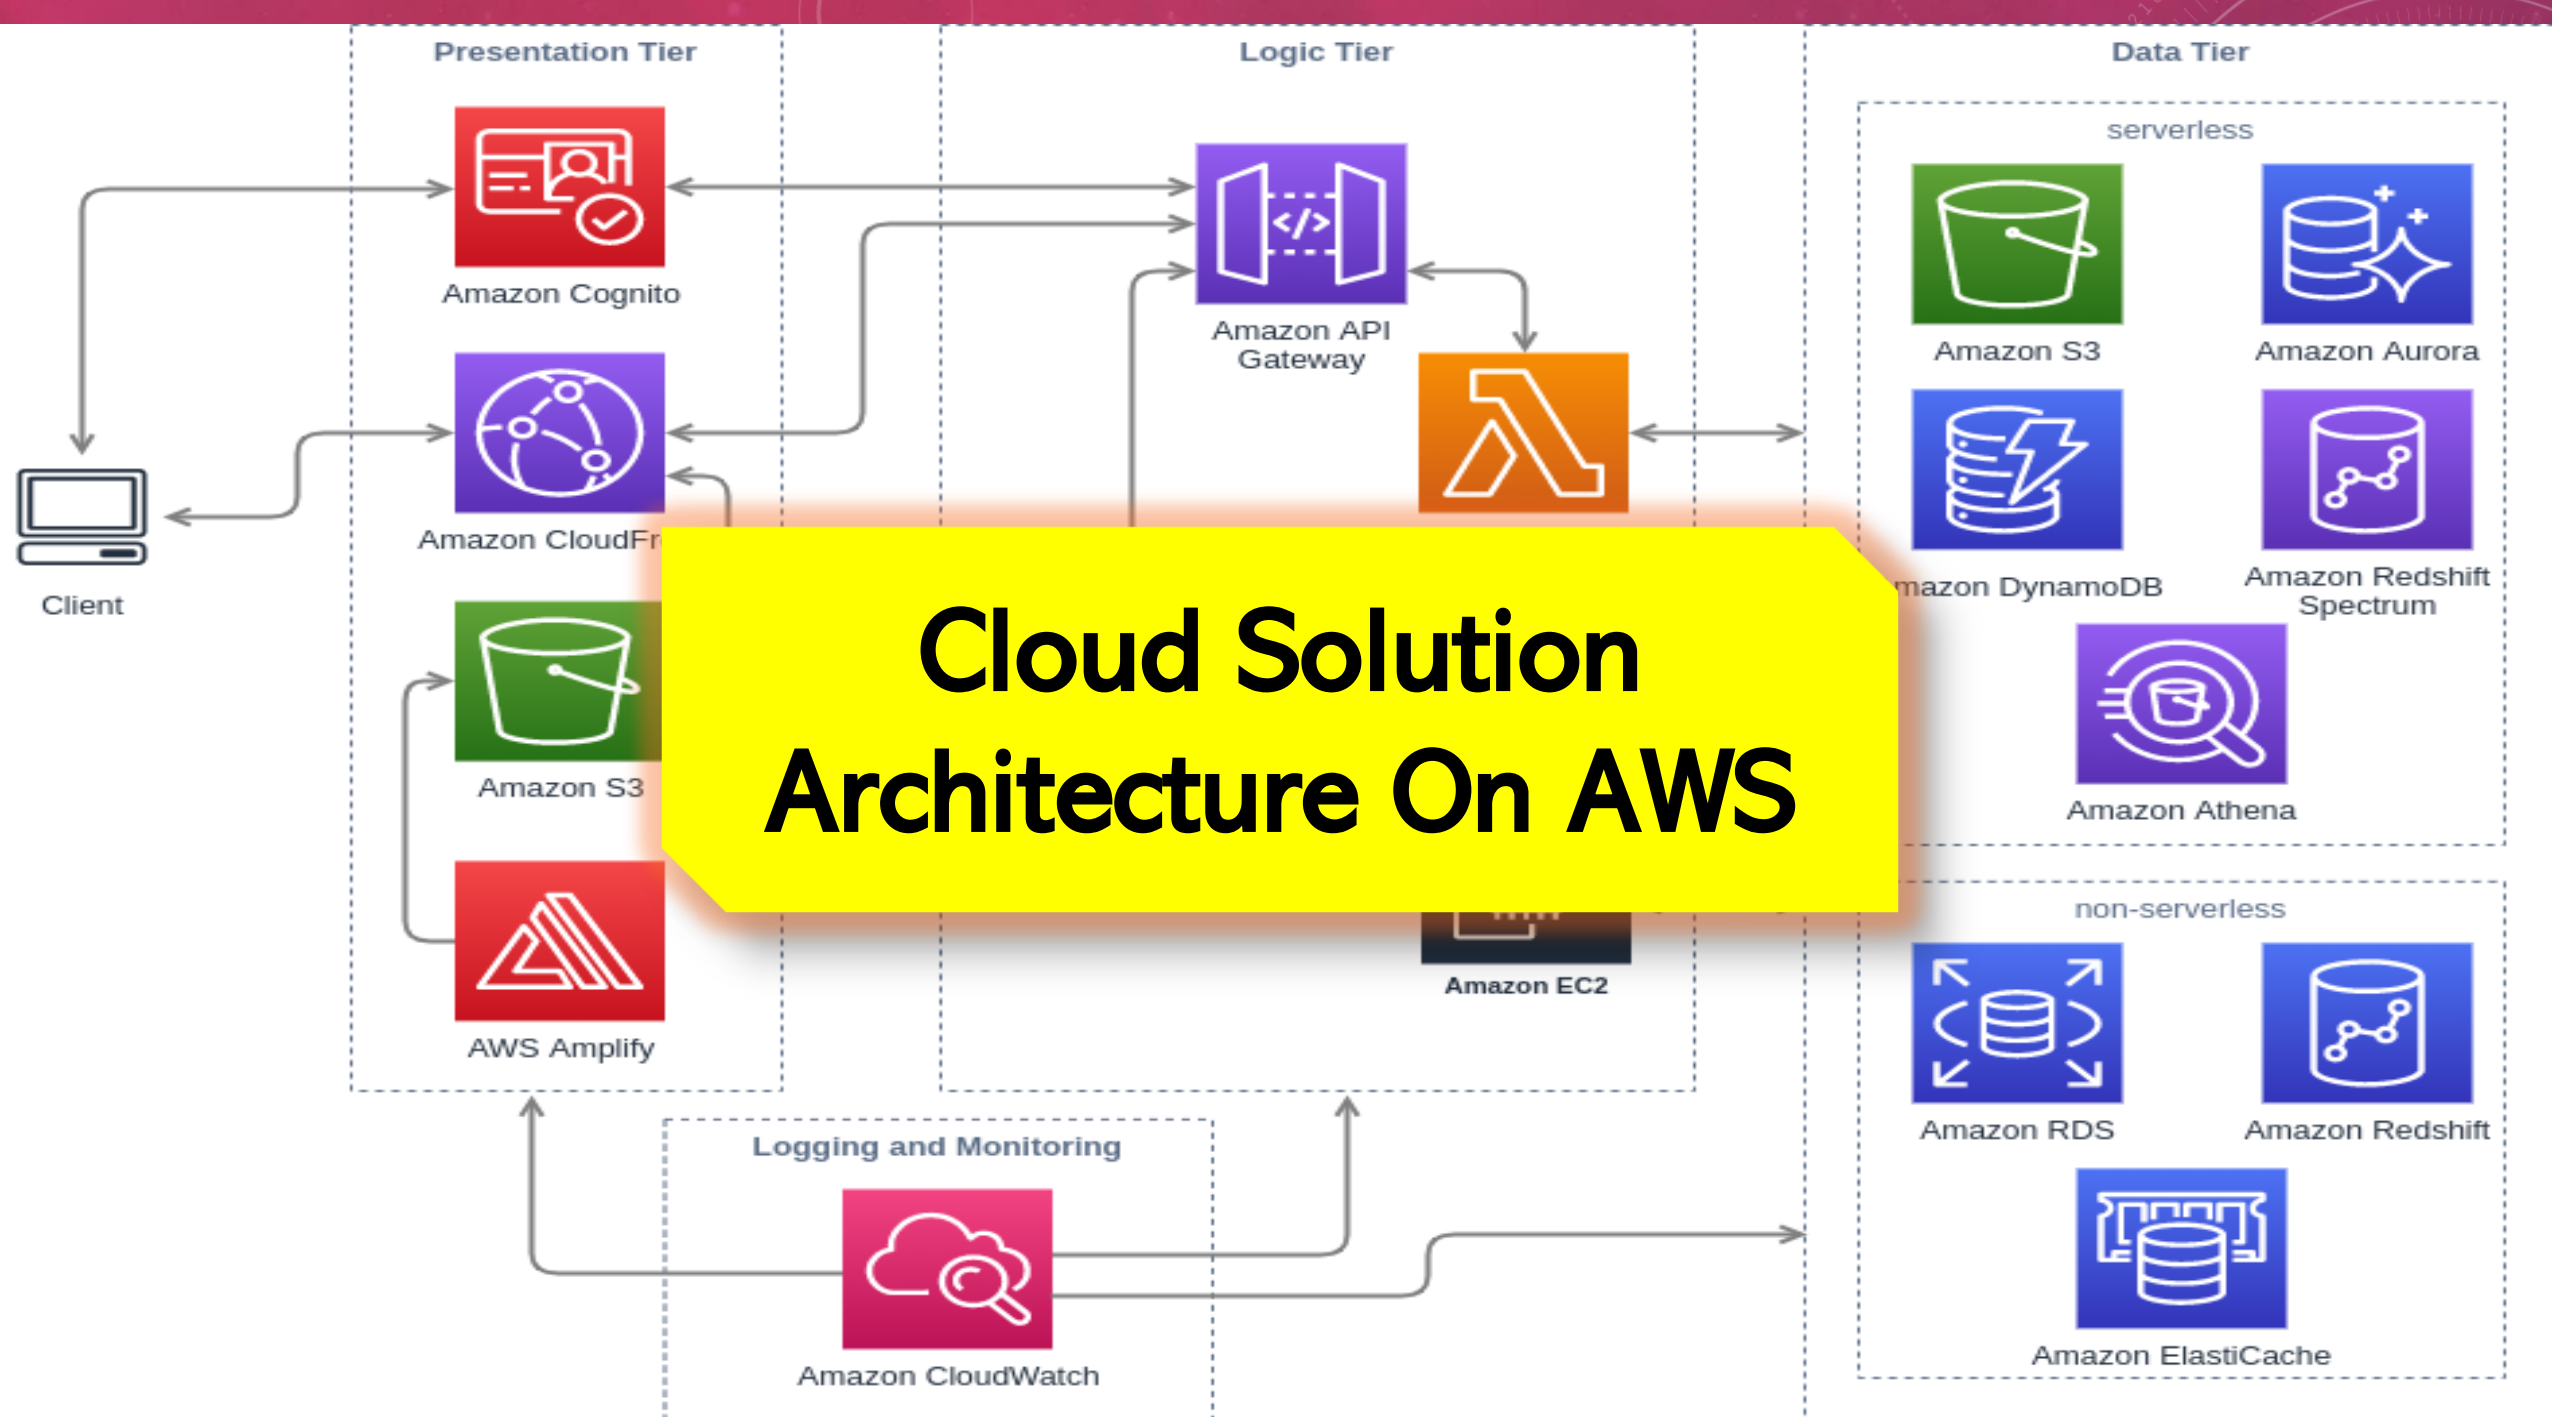 Presentation Tier
Logic Tier
Data Tier
serverless
Amazon Cognito
</>
Amazon API
Gateway
Amazon S3
Amazon Aurora
Amazon
Client
Amazon S3
AWS Amplify
Cloud Solution
Architecture On AWS
DynamoDB
Amazon Redshift
Spectrum
Amazon Athena
non-serverless
Amazon EC2
Amazon RDS
Amazon Redshift
Logging and Monitoring
Amazon CloudWatch
Amazon ElastiCache